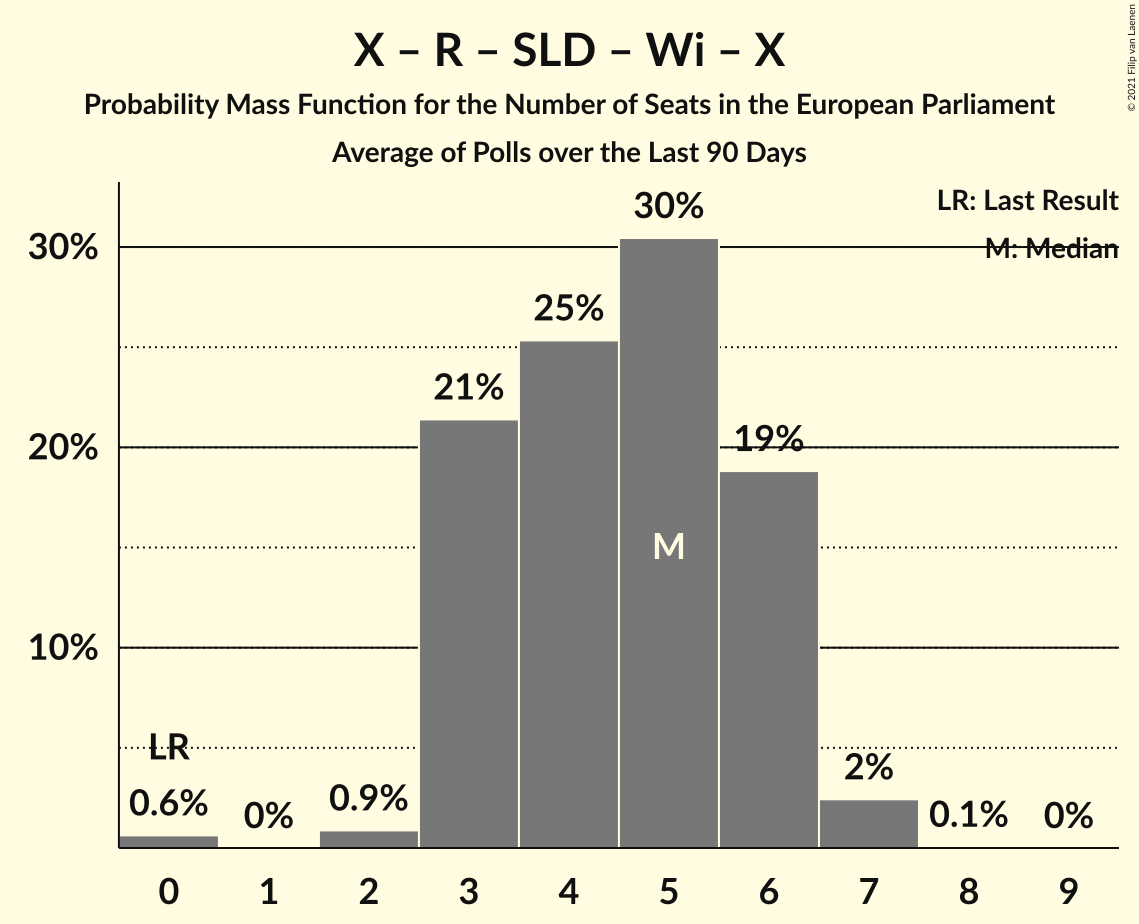 X – R – SLD – Wi – X
Probability Mass Function for the Number of Seats in the European Parliament
Average of Polls over the Last 90 Days
© 2021 Filip van Laenen
LR: Last Result
M: Median
30%
20%
10%
30%
25%
21%
19%
M
LR
0.6%
0%
0.9%
2%
0.1%
0%
0 1 2 3 4 5 6 7 8 9